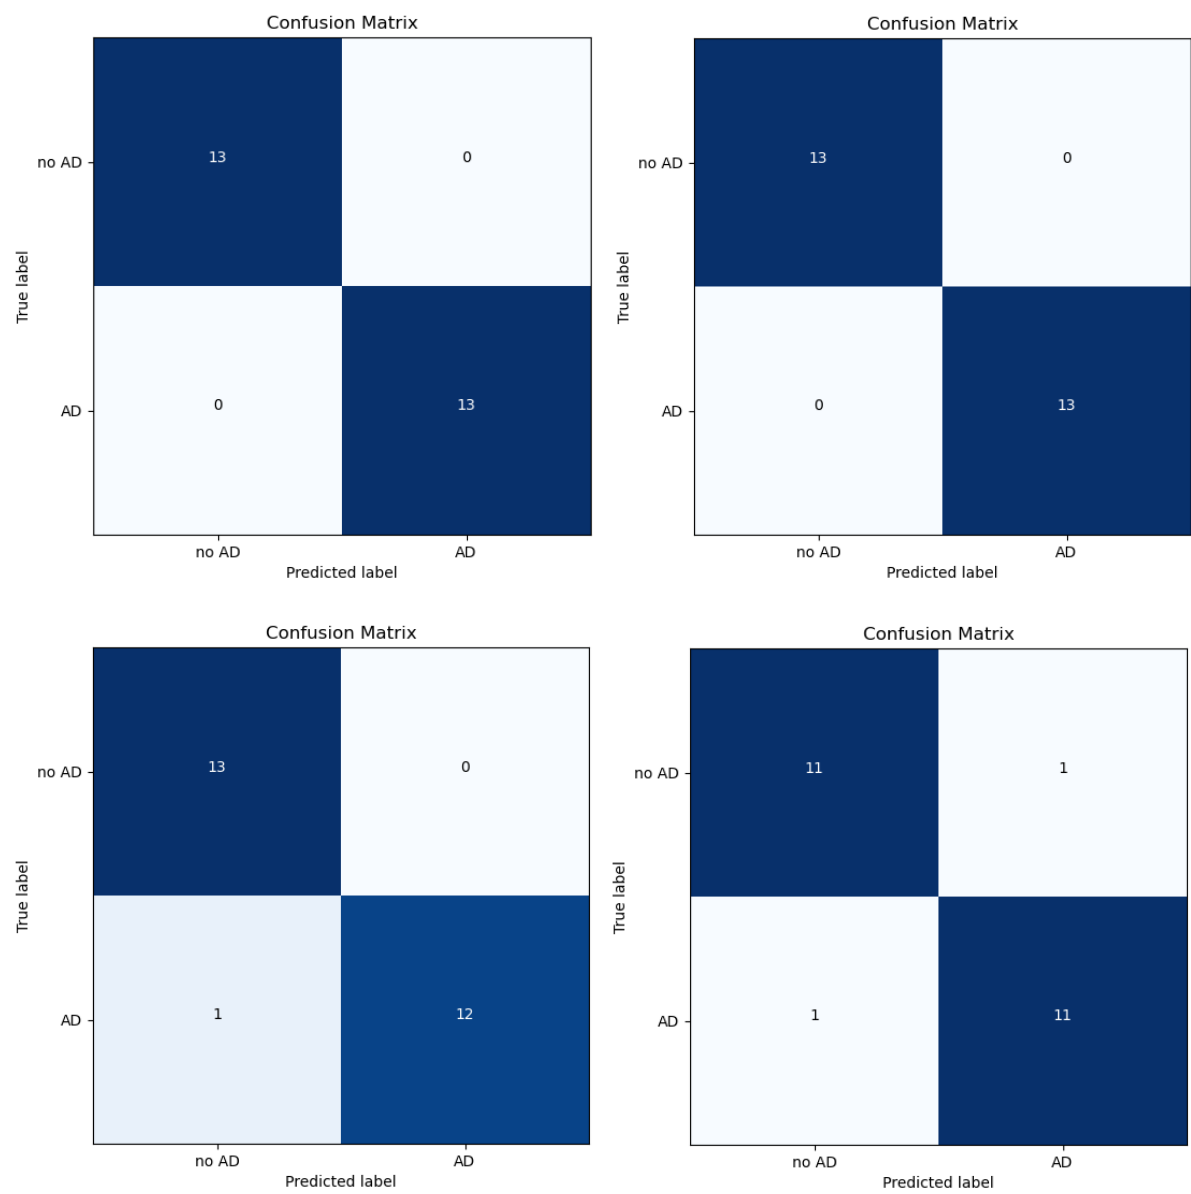 Confusion Matrix
no AD
13
0
True label
AD
0
13
no AD
AD
Predicted label
Confusion Matrix
no AD
13
0
True label
AD
0
13
no AD
AD
Predicted label
Confusion Matrix
no AD
13
0
True label
AD
1
12
no AD
AD
Predicted label
Confusion Matrix
no AD
11
1
True label
AD
1
11
no AD
AD
Predicted label